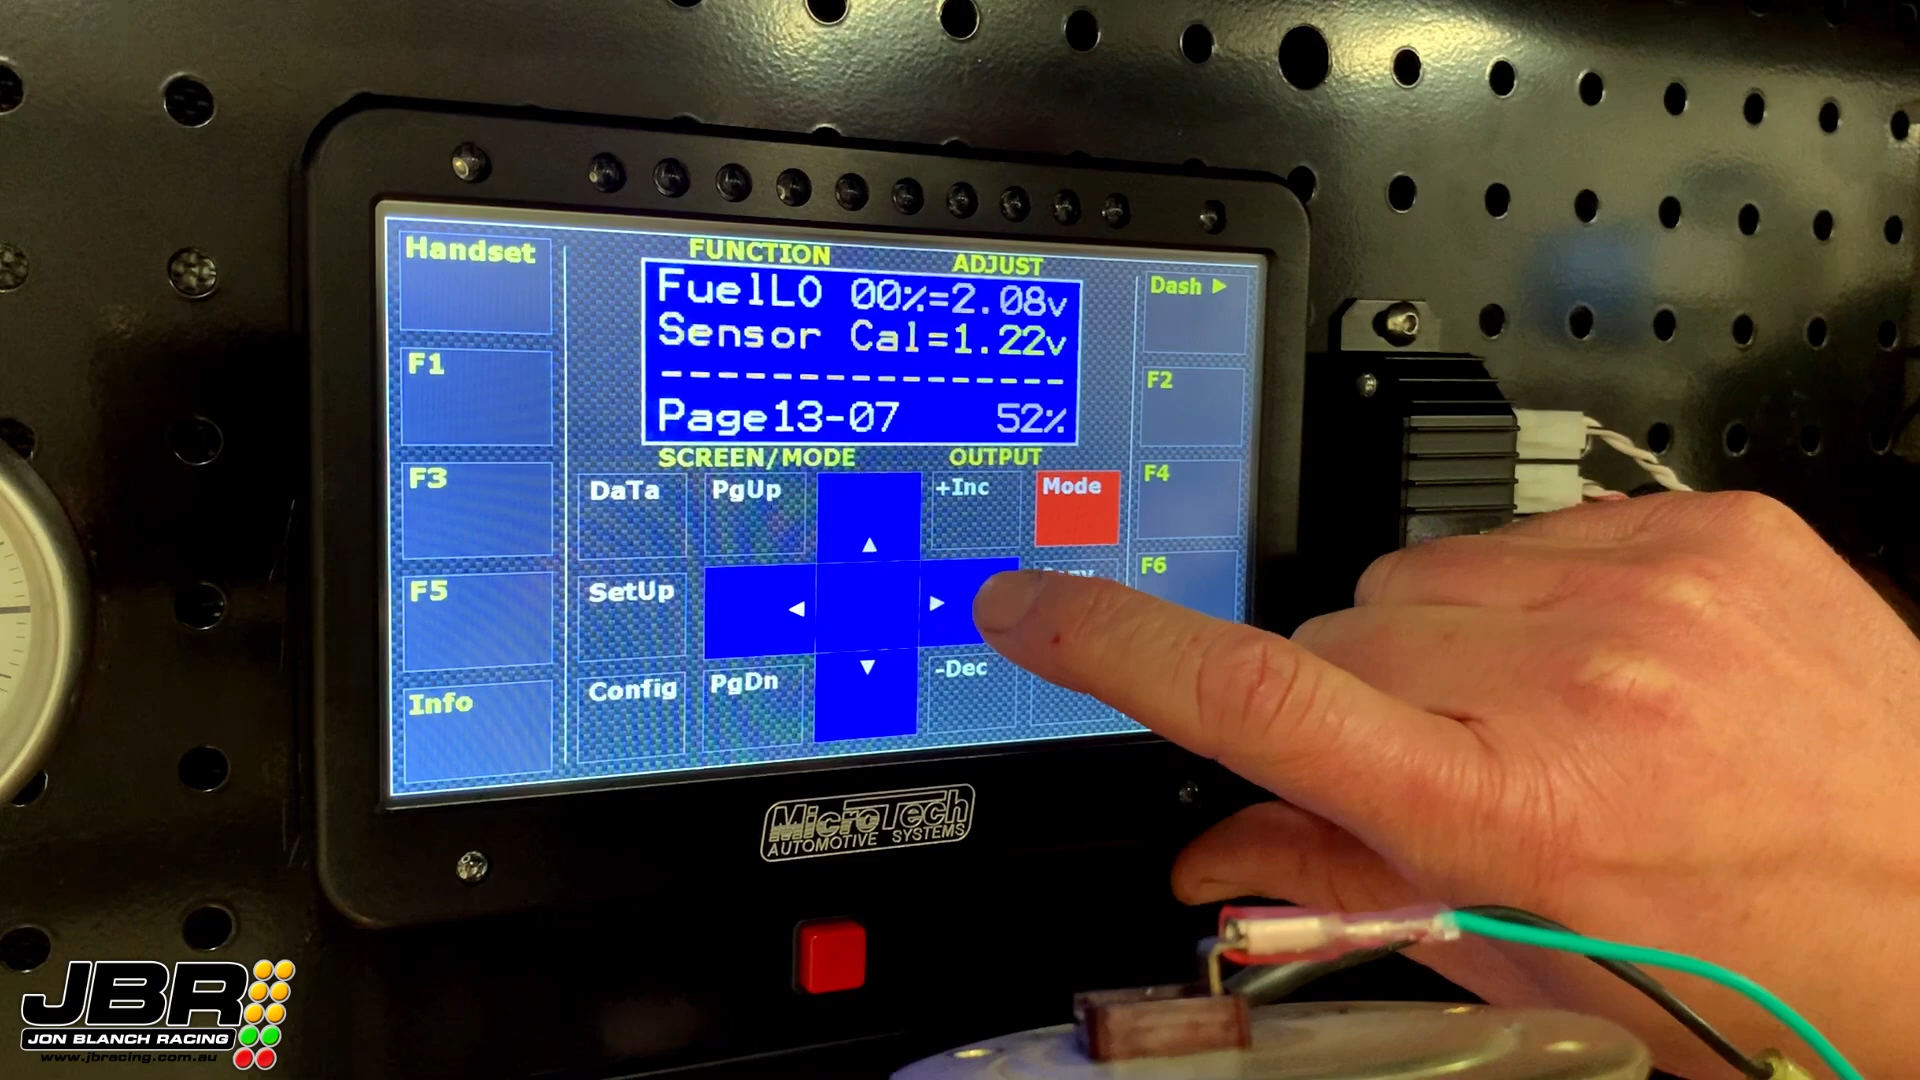 Handset
FUNCTION ADJUST
Dash ▶
FuelLO 00%=2.08v
Sensor Cal=1.22v
----------------
Page13-07 52%
SCREEN/MODE OUTPUT
F1
F2
F3
F4
F5
F6
Info
DaTa PgUp +Inc Mode
SetUp
Config PgDn -Dec
MicroTech
AUTOMOTIVE SYSTEMS
JBR
JON BLANCH RACING
www.jbracing.com.au